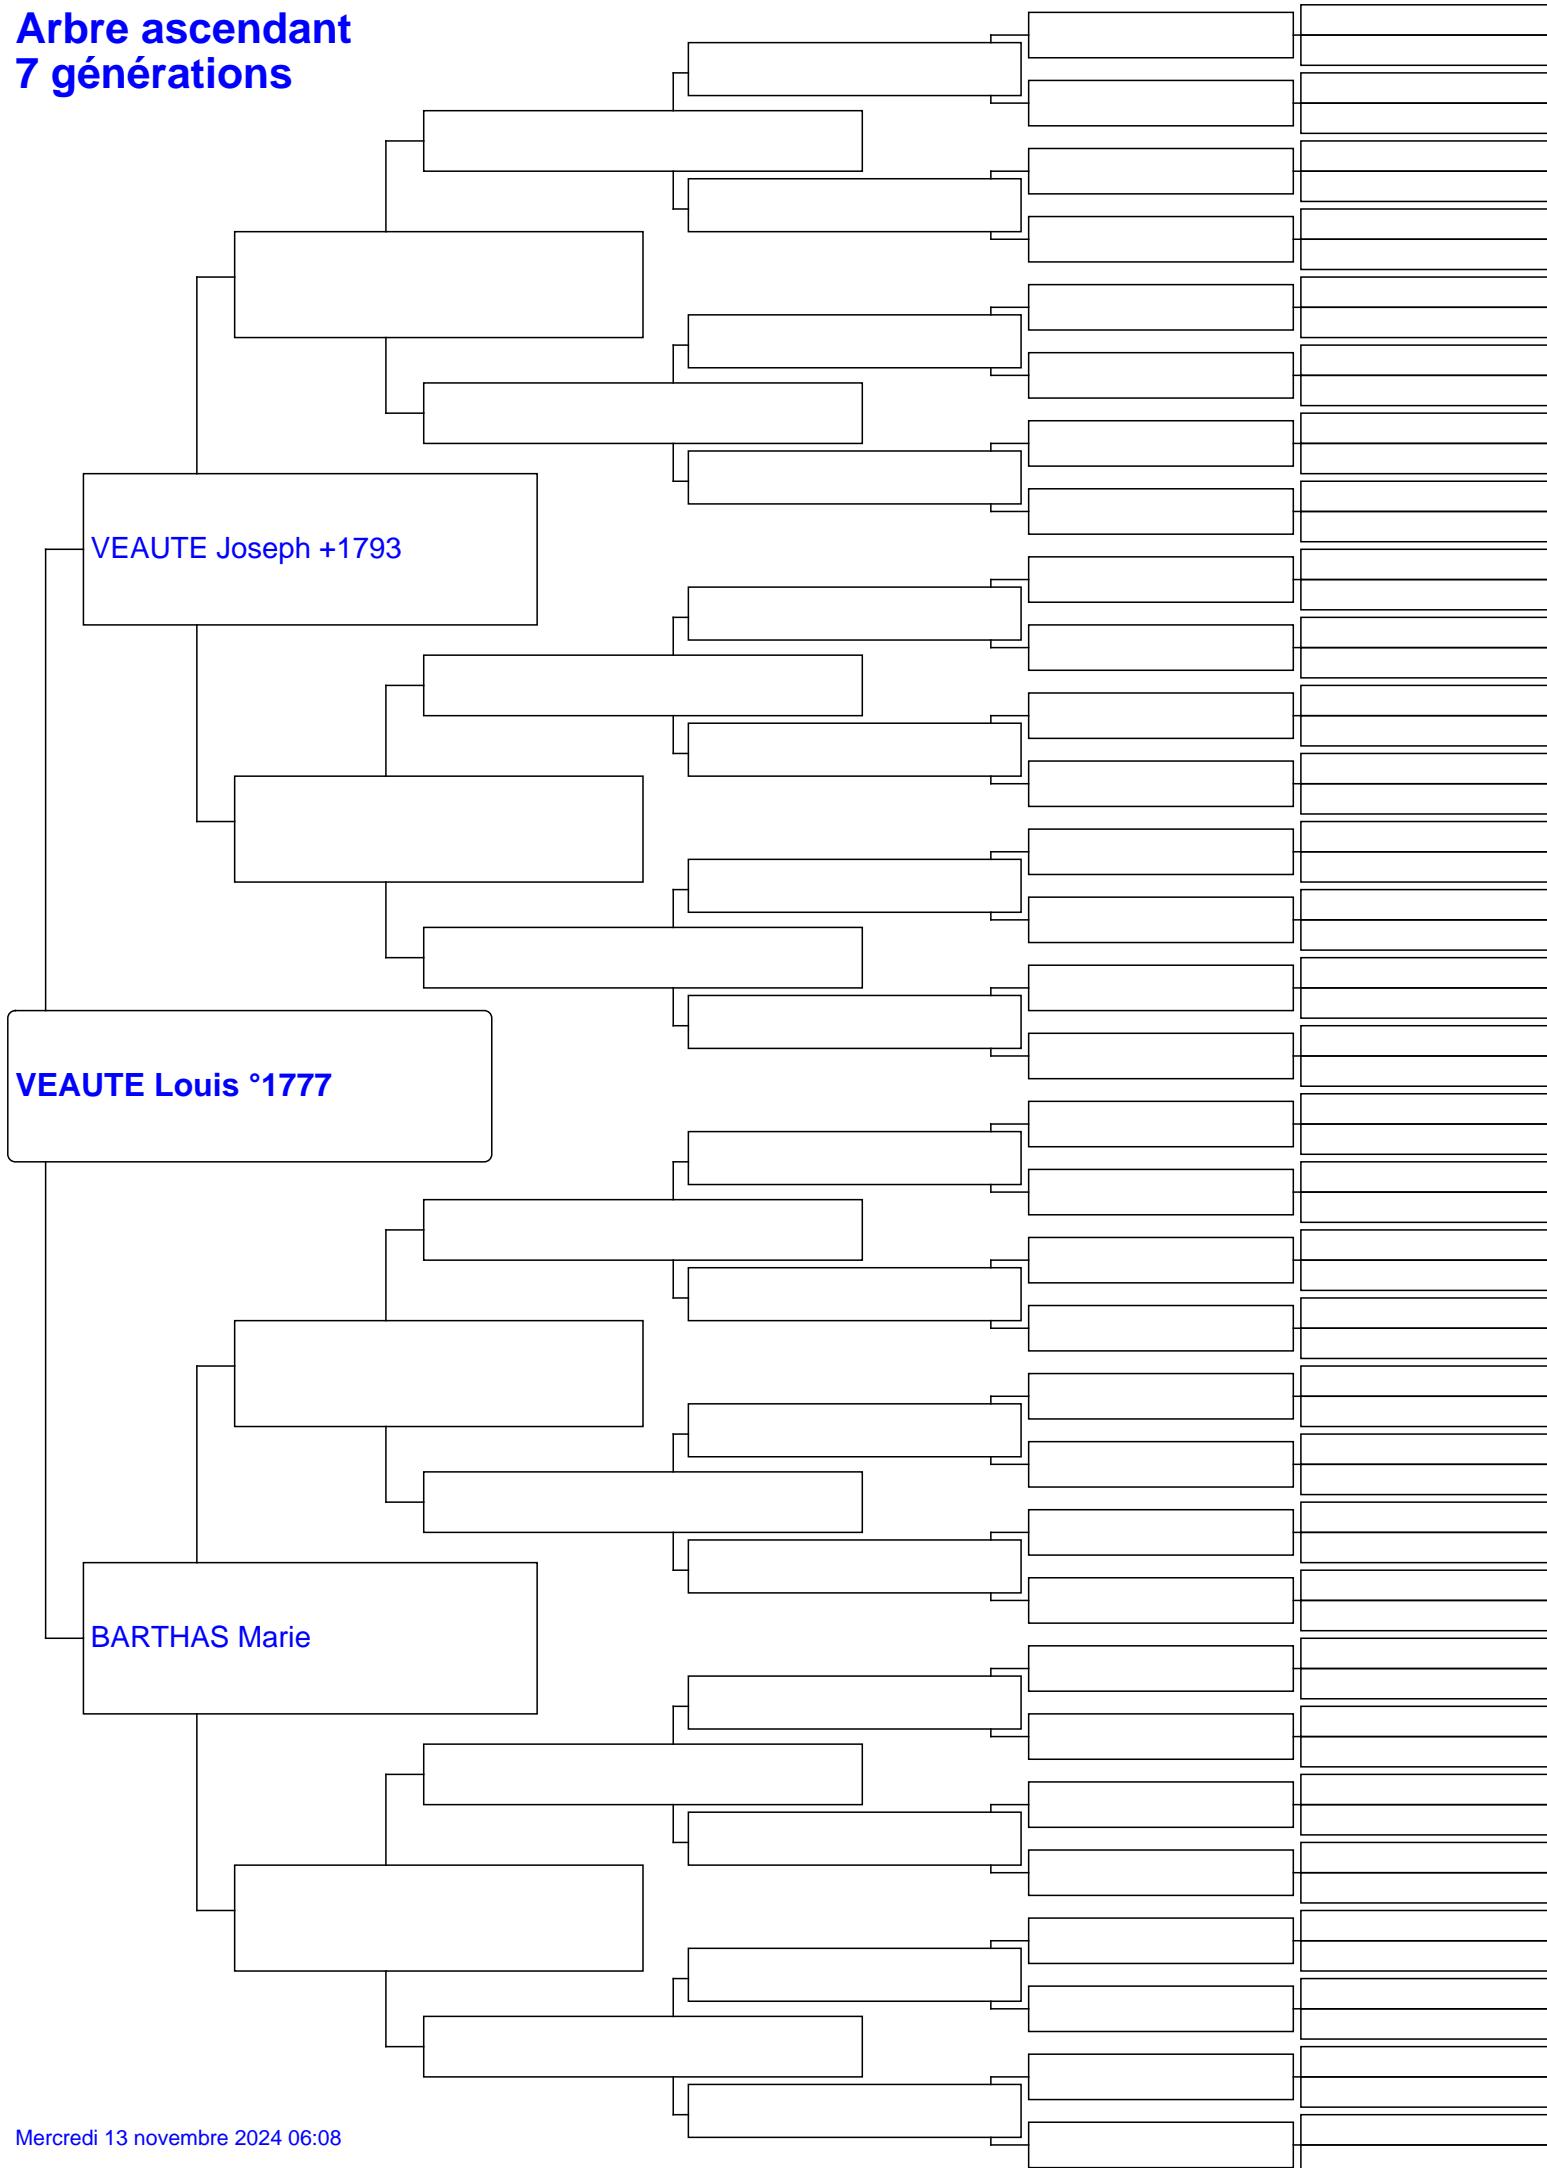 Arbre ascendant
7 générations
VEAUTE Joseph +1793
VEAUTE Louis °1777
BARTHAS Marie
Mercredi 13 novembre 2024 06:08